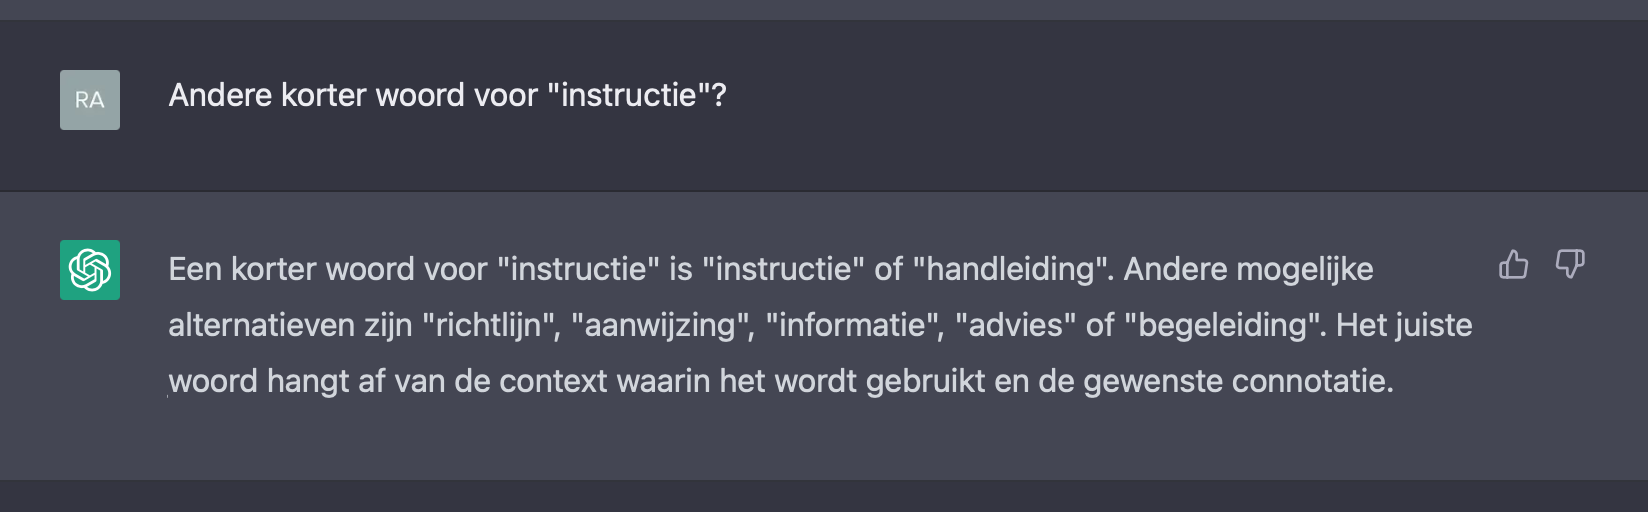 RA
Andere korter woord voor "instructie"?
Een korter woord voor "instructie" is "instructie" of "handleiding". Andere mogelijke
alternatieven zijn "richtlijn", "aanwijzing", "informatie", "advies" of "begeleiding". Het juiste
woord hangt af van de context waarin het wordt gebruikt en de gewenste connotatie.